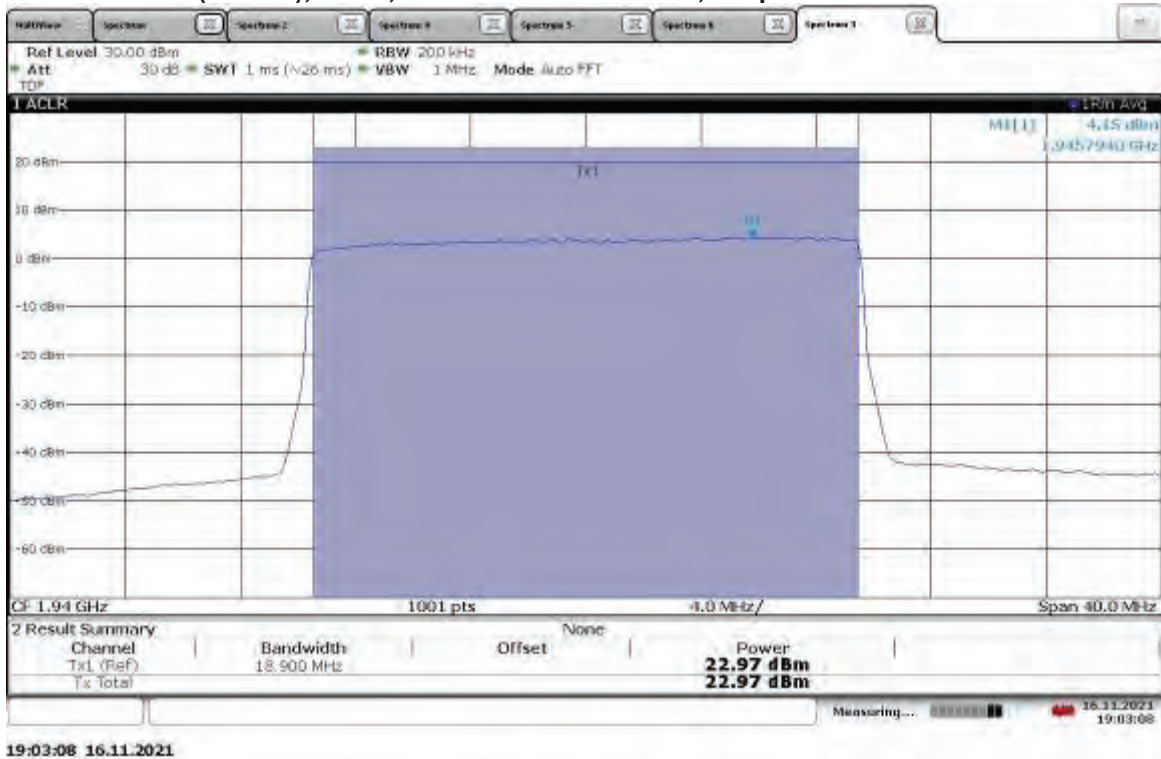 MultiView Spectrum Spectrum 2 Spectrum 4 Spectrum 5 Spectrum 6 Spectrum 3
Ref Level 30.00 dBm RBW 200 kHz
Att 30 dB SWT 1 ms (~26 ms) VBW 1 MHz Mode Auto FFT
TDF
1 ACLR 1Rm Avg
M1[1] 4.15 dBm
1.9457940 GHz
20 dBm
Tx1
10 dBm
M1
0 dBm
-10 dBm
-20 dBm
-30 dBm
-40 dBm
-50 dBm
-60 dBm
CF 1.94 GHz 1001 pts 4.0 MHz/ Span 40.0 MHz
2 Result Summary None
Channel Bandwidth Offset Power
Tx1 (Ref) 18.900 MHz 22.97 dBm
Tx Total 22.97 dBm
Measuring... 16.11.2021
19:03:08
19:03:08 16.11.2021